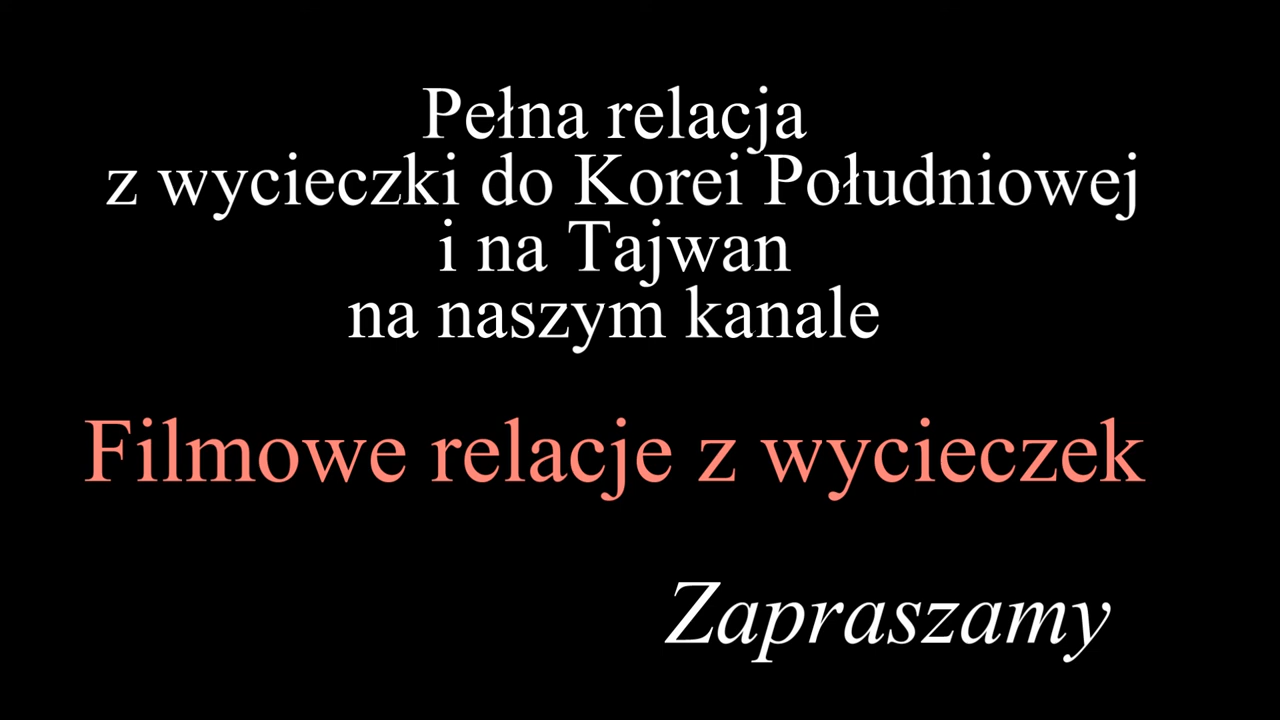 Pełna relacja
z wycieczki do Korei Południowej
i na Tajwan
na naszym kanale
Filmowe relacje z wycieczek
Zapraszamy